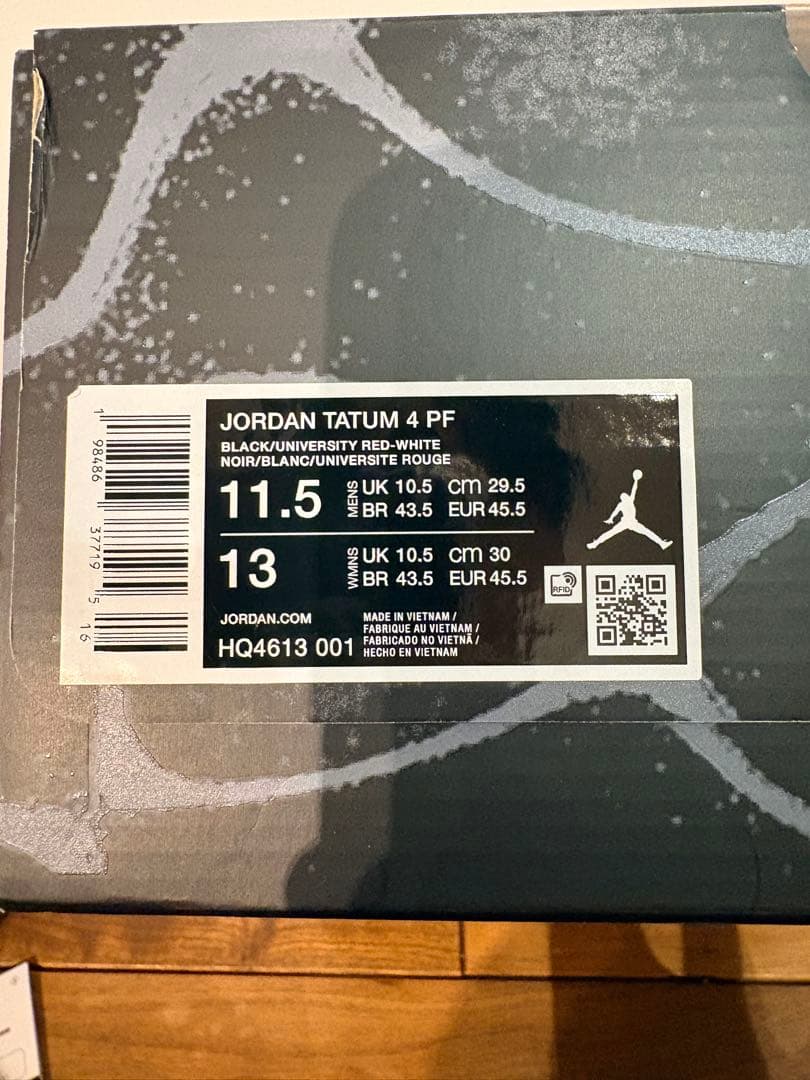 JORDAN TATUM 4 PF
BLACK/UNIVERSITY RED-WHITE
NOIR/BLANC/UNIVERSITE ROUGE
11.5 MENS UK 10.5 cm 29.5
BR 43.5 EUR 45.5
13 WMNS UK 10.5 cm 30
BR 43.5 EUR 45.5
RFID
JORDAN.COM
HQ4613 001
MADE IN VIETNAM /
FABRIQUE AU VIETNAM /
FABRICADO NO VIETNÃ /
HECHO EN VIETNAM
1 98486 37719 5 16